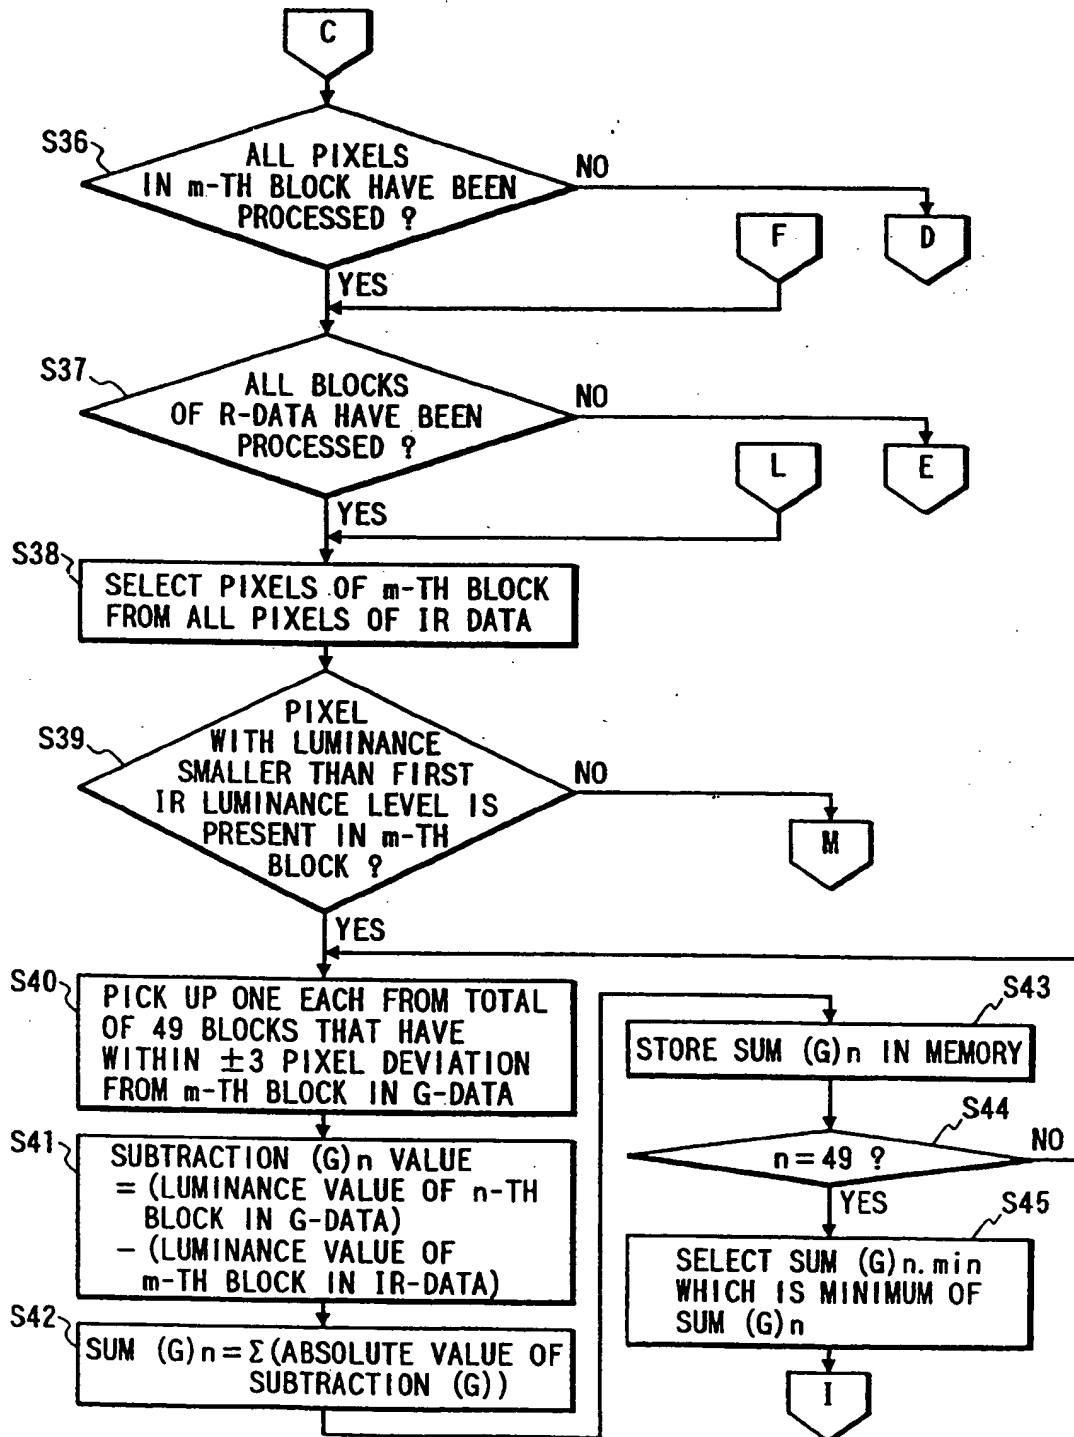 C
S36
ALL PIXELS
IN m-TH BLOCK HAVE BEEN
PROCESSED ?
NO
F
D
YES
S37
ALL BLOCKS
OF R-DATA HAVE BEEN
PROCESSED ?
NO
L
E
YES
S38
SELECT PIXELS OF m-TH BLOCK
FROM ALL PIXELS OF IR DATA
S39
PIXEL
WITH LUMINANCE
SMALLER THAN FIRST
IR LUMINANCE LEVEL IS
PRESENT IN m-TH
BLOCK ?
NO
M
YES
S40
PICK UP ONE EACH FROM TOTAL
OF 49 BLOCKS THAT HAVE
WITHIN ±3 PIXEL DEVIATION
FROM m-TH BLOCK IN G-DATA
S41
SUBTRACTION (G)n VALUE
= (LUMINANCE VALUE OF n-TH
BLOCK IN G-DATA)
- (LUMINANCE VALUE OF
m-TH BLOCK IN IR-DATA)
S42
SUM (G)n=Σ(ABSOLUTE VALUE OF
SUBTRACTION (G))
S43
STORE SUM (G)n IN MEMORY
S44
n=49 ?
NO
YES
S45
SELECT SUM (G)n.min
WHICH IS MINIMUM OF
SUM (G)n
I